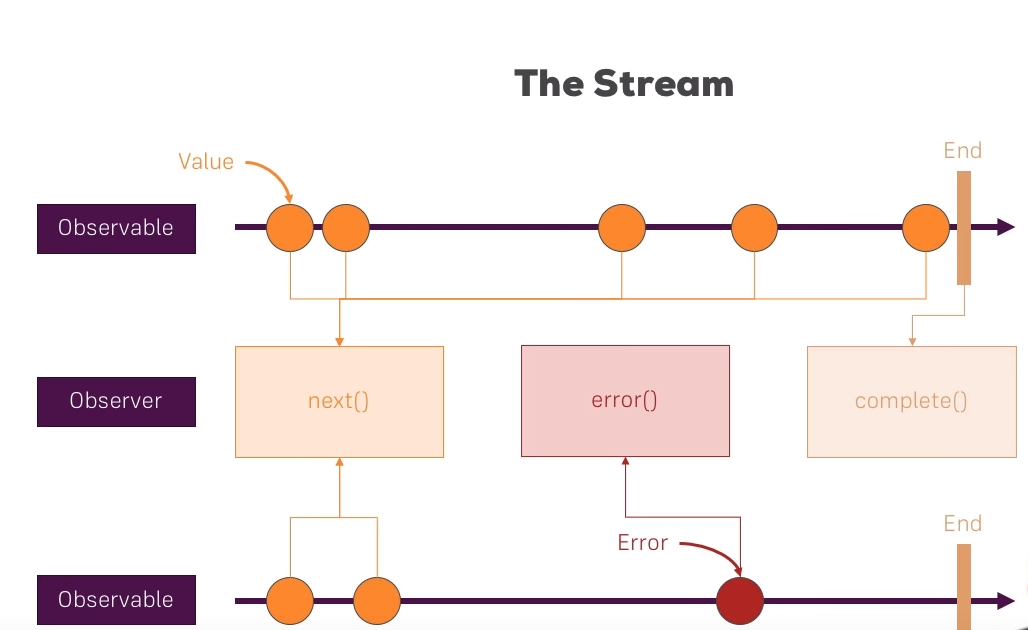 The Stream
Value
End
Observable
Observer
next()
error()
complete()
End
Error
Observable